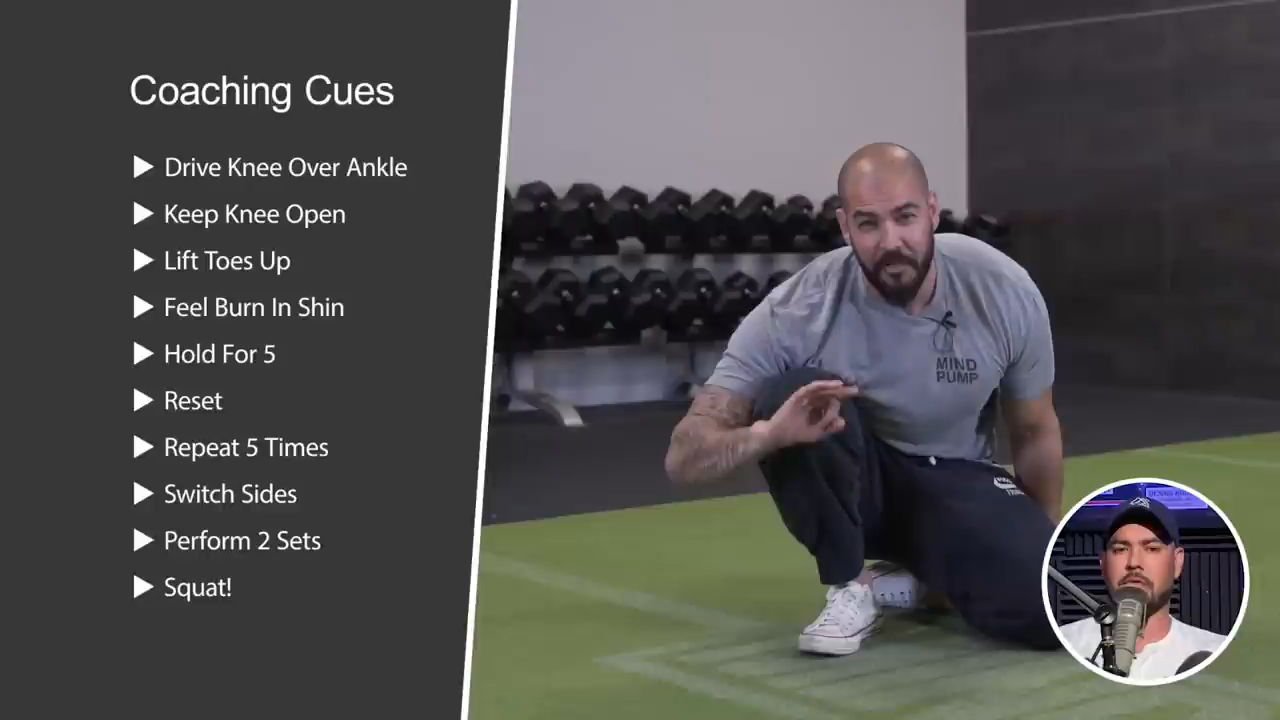 Coaching Cues
Drive Knee Over Ankle
Keep Knee Open
Lift Toes Up
Feel Burn In Shin
Hold For 5
Reset
Repeat 5 Times
Switch Sides
Perform 2 Sets
Squat!
MIND
PUMP